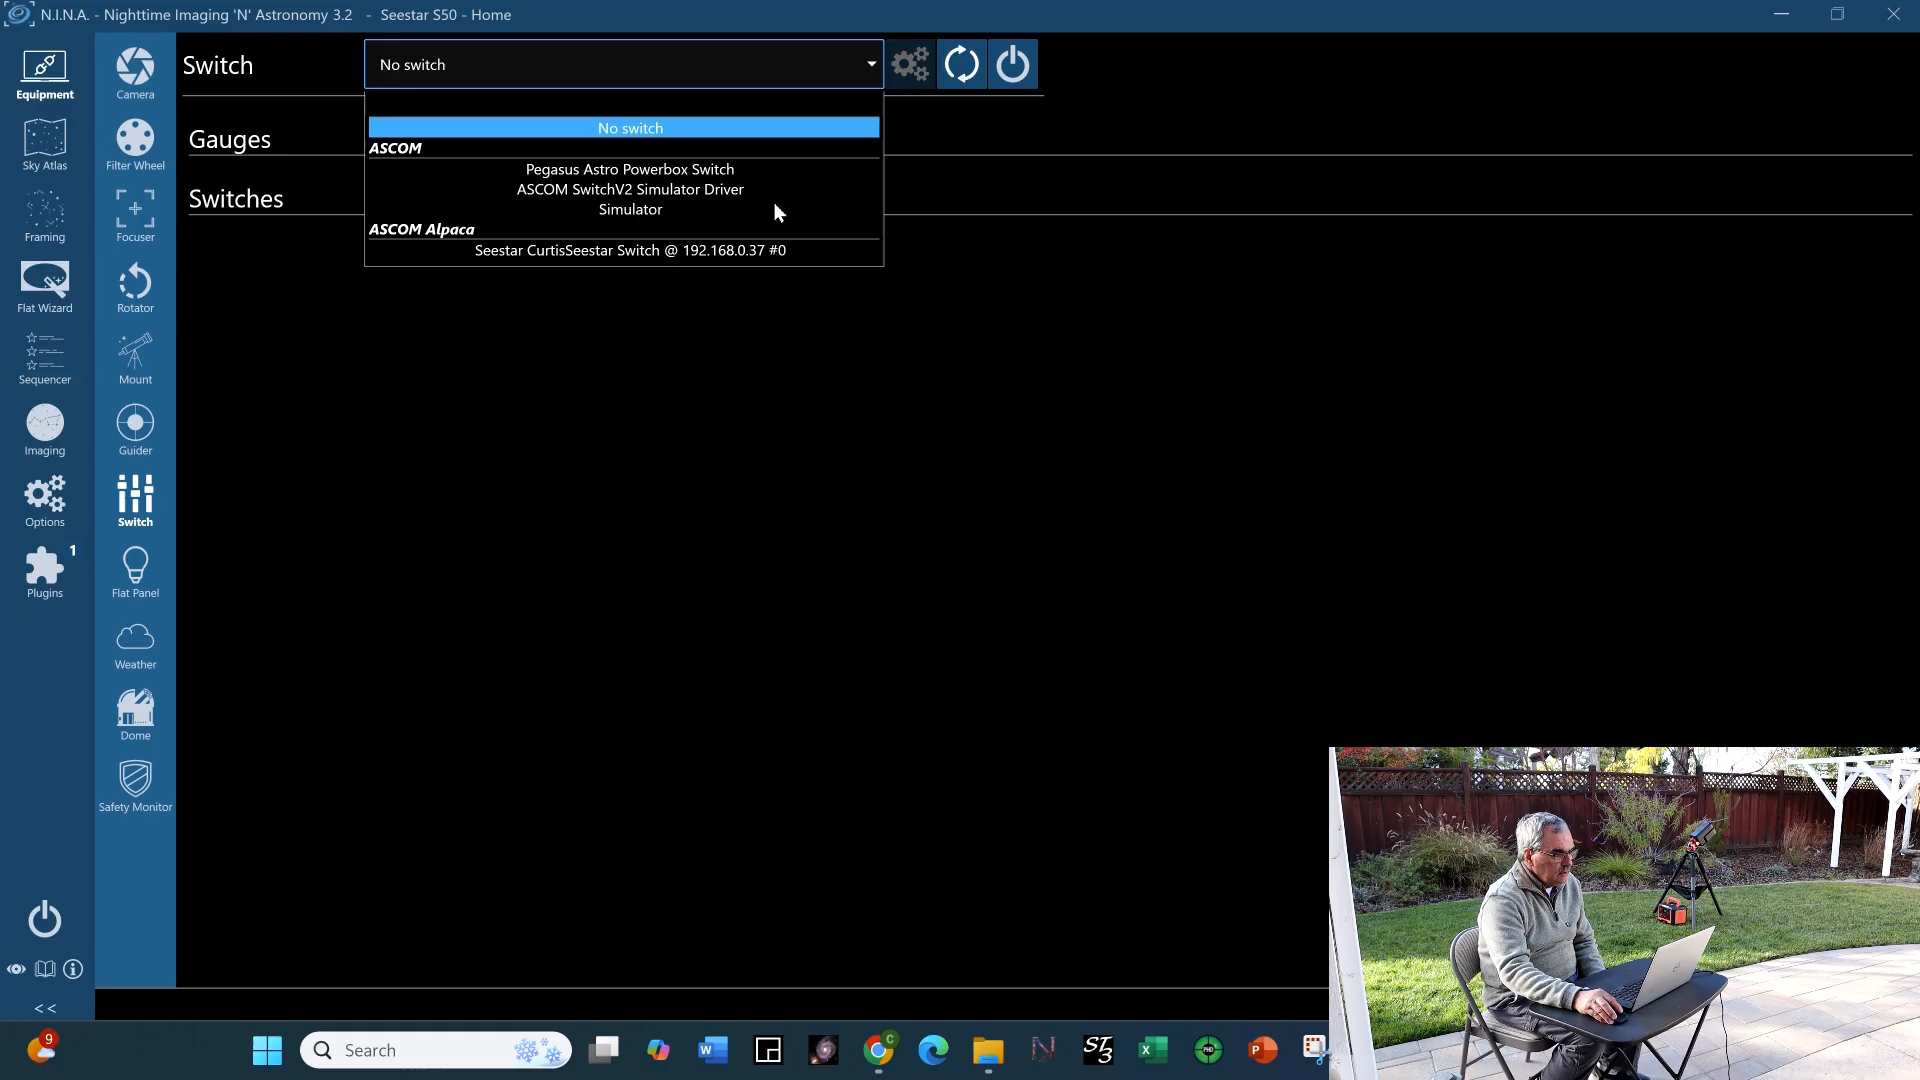 N.I.N.A. - Nighttime Imaging 'N' Astronomy 3.2 - Seestar S50 - Home
Equipment
Sky Atlas
Framing
Flat Wizard
Sequencer
Imaging
Options
1
Plugins
<<
Camera
Filter Wheel
Focuser
Rotator
Mount
Guider
Switch
Flat Panel
Weather
Dome
Safety Monitor
Switch
No switch
No switch
ASCOM
Pegasus Astro Powerbox Switch
ASCOM SwitchV2 Simulator Driver
Simulator
ASCOM Alpaca
Seestar CurtisSeestar Switch @ 192.168.0.37 #0
Gauges
Switches
9
Search
W
C
N
SF3
X
PHD
P